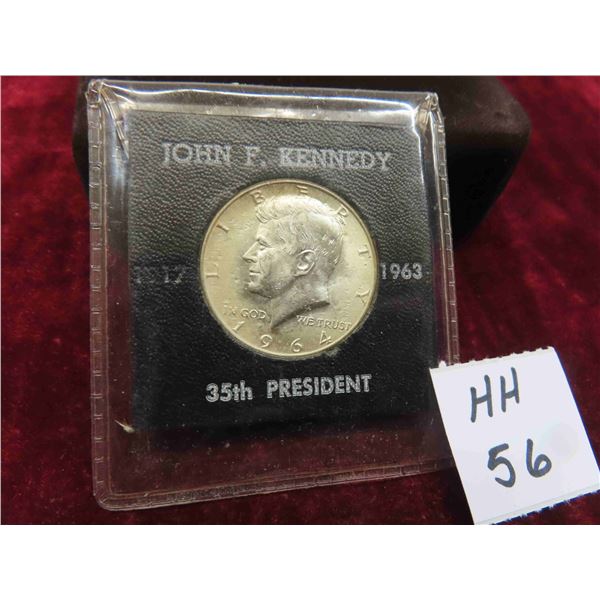 JOHN F. KENNEDY
LIBERTY
1917
1963
IN GOD WE TRUST
1964
35th PRESIDENT
HH
56